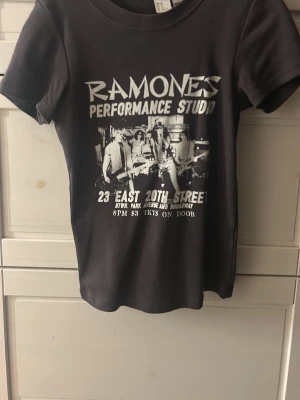 RAMONES
PERFORMANCE STUDIO
23 EAST 20TH STREET
BTWN. PARK AVENUE AND BROADWAY
8PM $3 TKTS ON DOOR